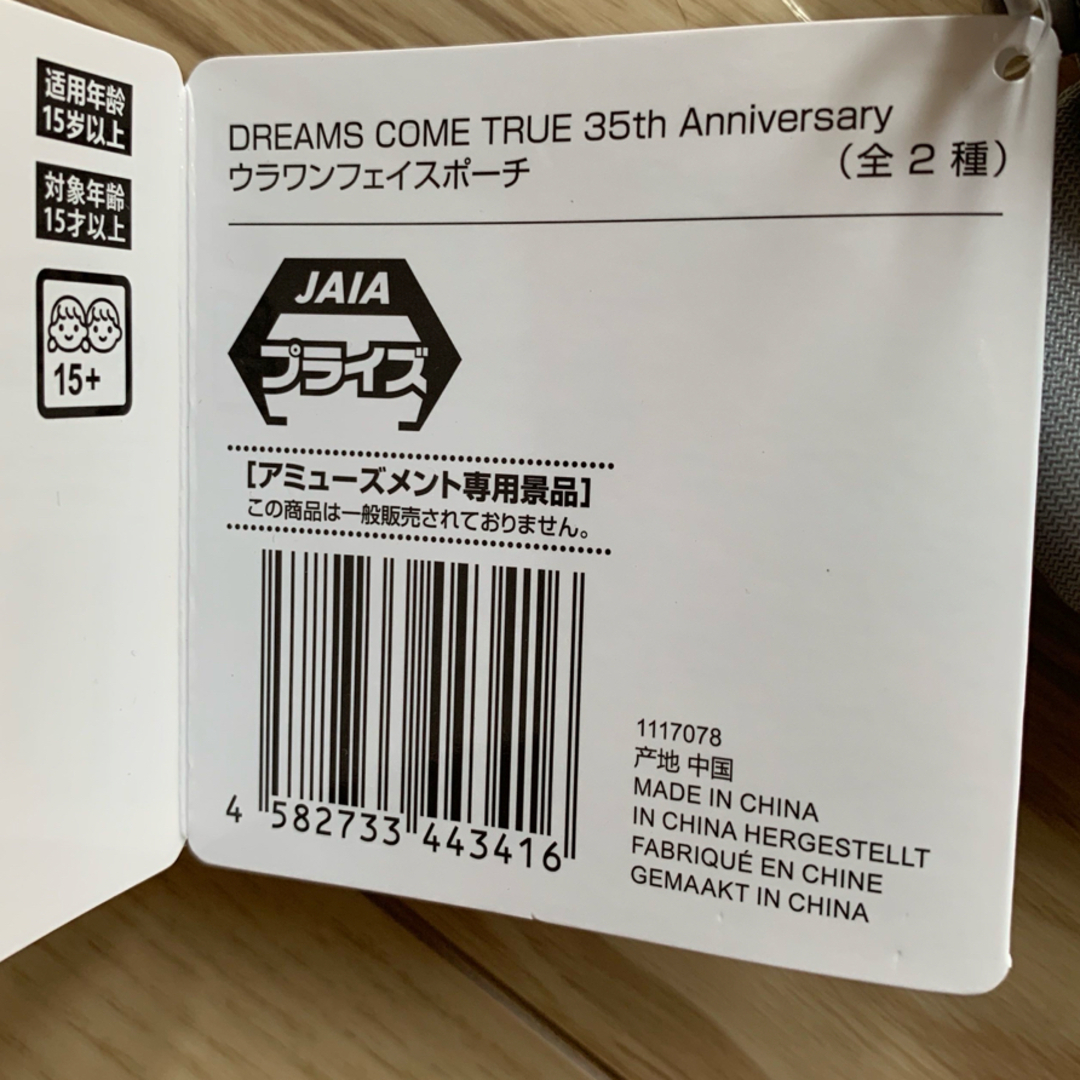 适用年龄
15岁以上
対象年齢
15才以上
15+
DREAMS COME TRUE 35th Anniversary
ウラワンフェイスポーチ
（全 2 種）
JAIA
プライズ
[アミューズメント専用景品]
この商品は一般販売されておりません。
4 582733 443416
1117078
产地 中国
MADE IN CHINA
IN CHINA HERGESTELLT
FABRIQUÉ EN CHINE
GEMAAKT IN CHINA